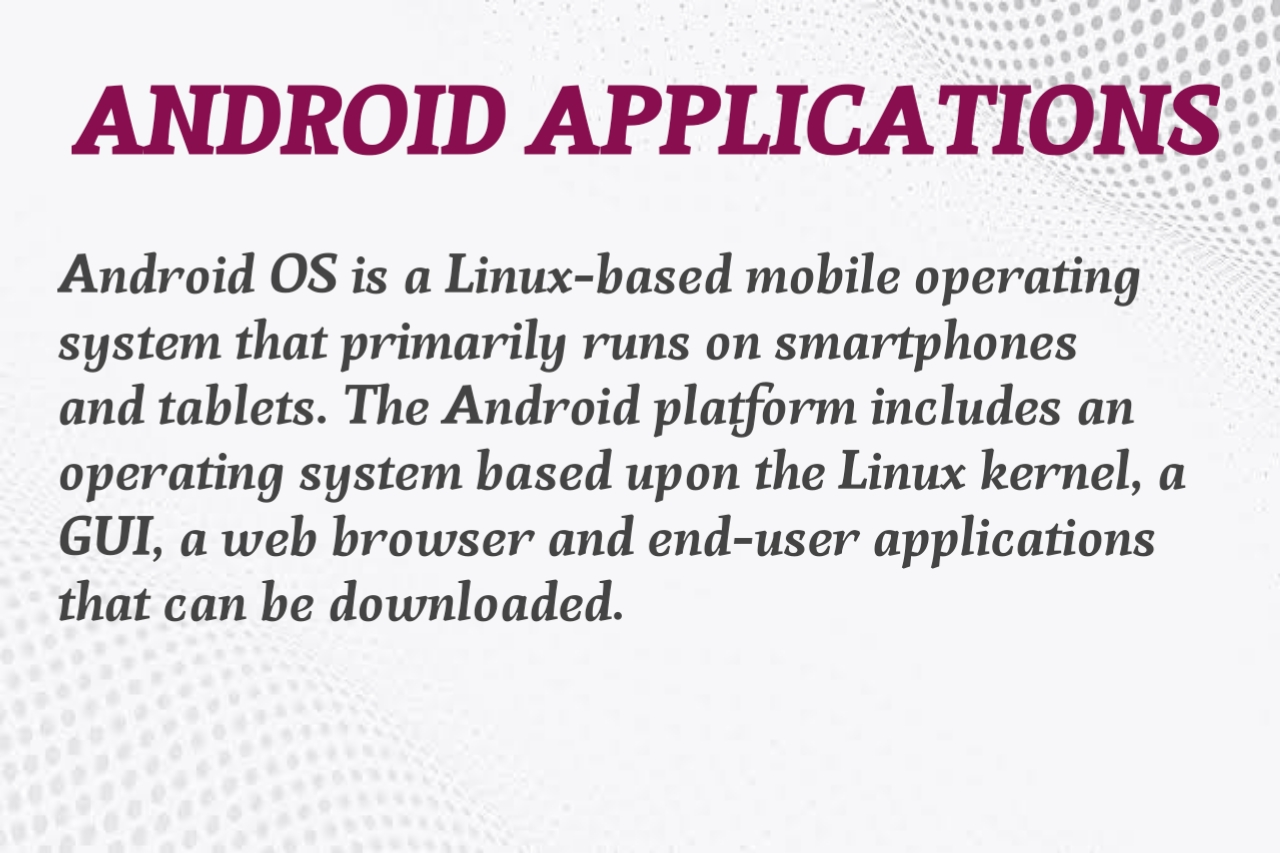 ANDROID APPLICATIONS
Android OS is a Linux-based mobile operating
system that primarily runs on smartphones
and tablets. The Android platform includes an
operating system based upon the Linux kernel, a
GUI, a web browser and end-user applications
that can be downloaded.